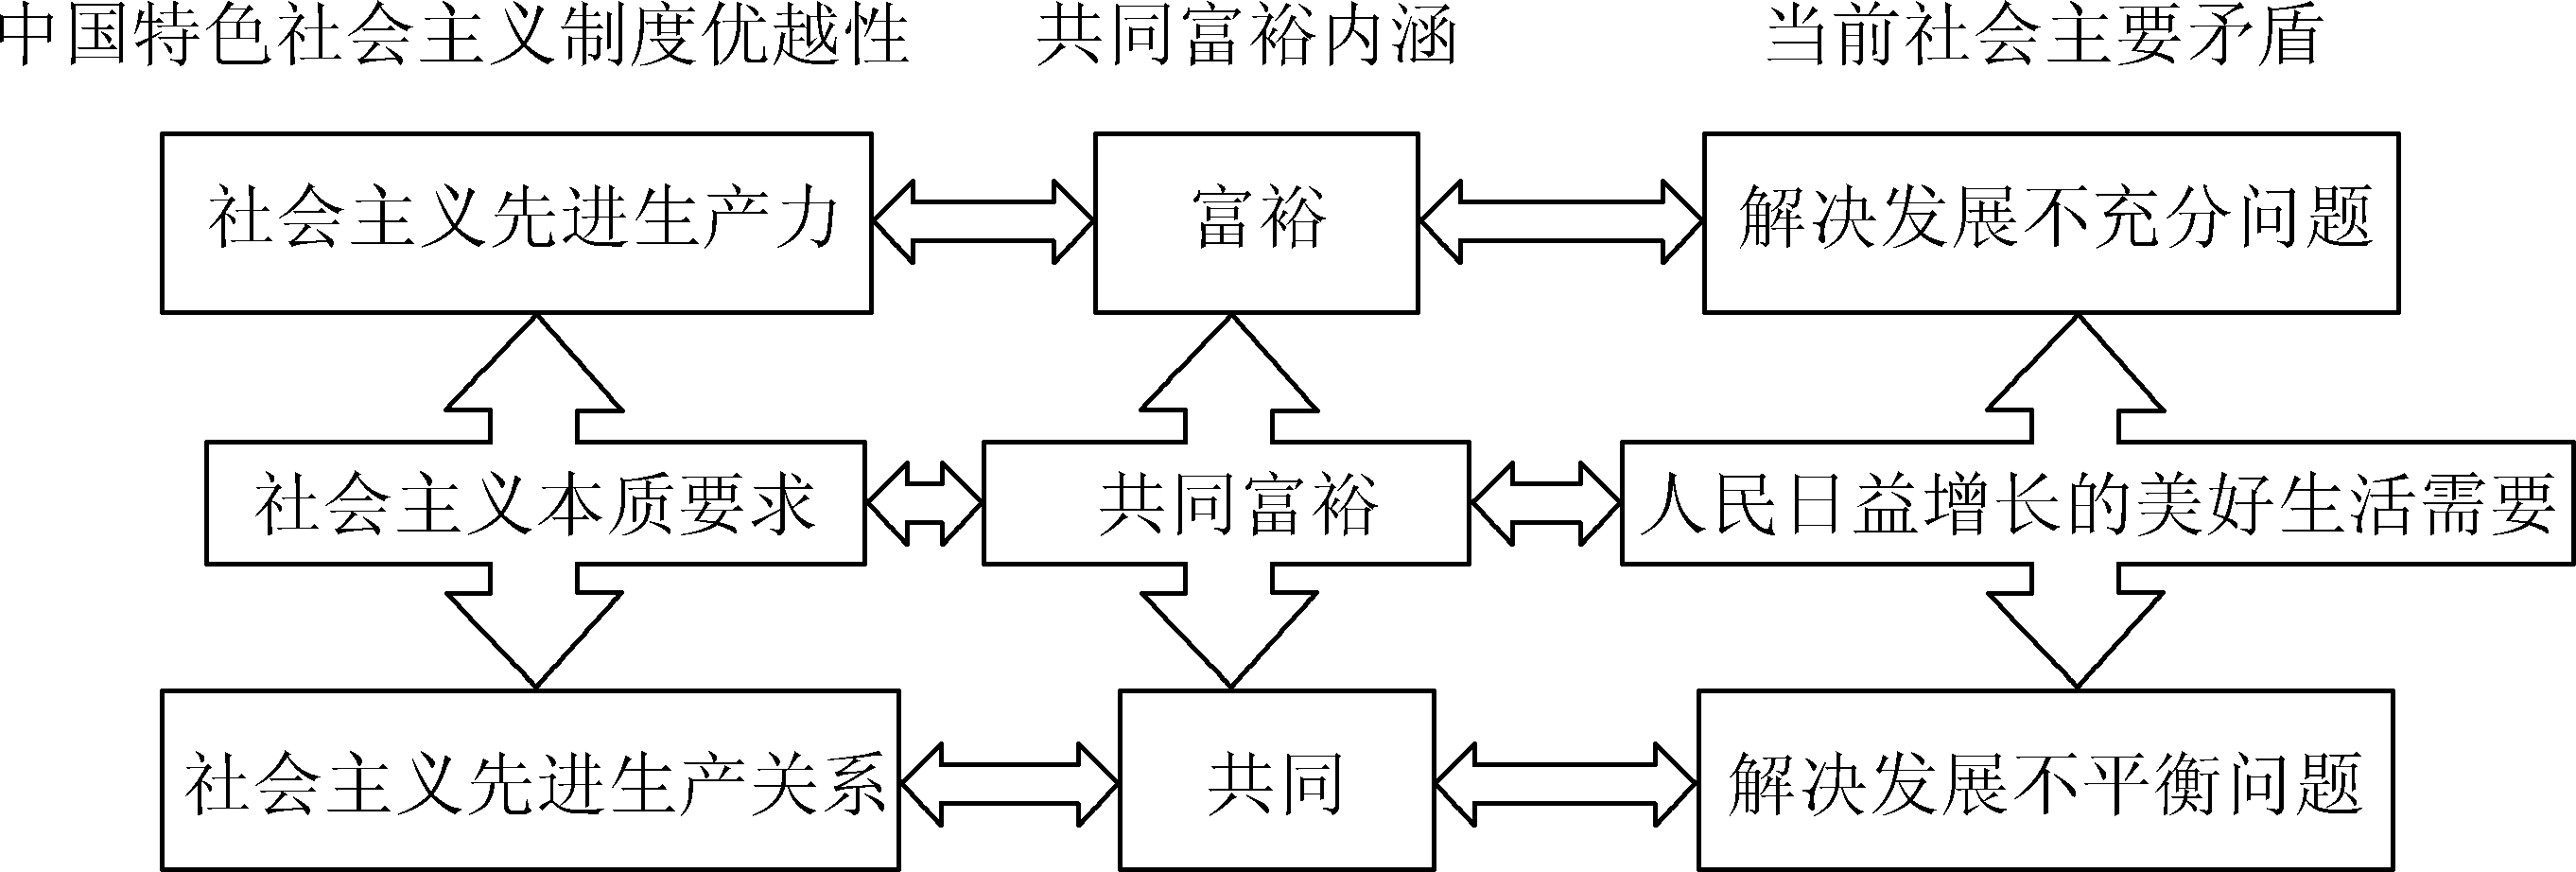 中国特色社会主义制度优越性
共同富裕内涵
当前社会主要矛盾
社会主义先进生产力
富裕
解决发展不充分问题
社会主义本质要求
共同富裕
人民日益增长的美好生活需要
社会主义先进生产关系
共同
解决发展不平衡问题